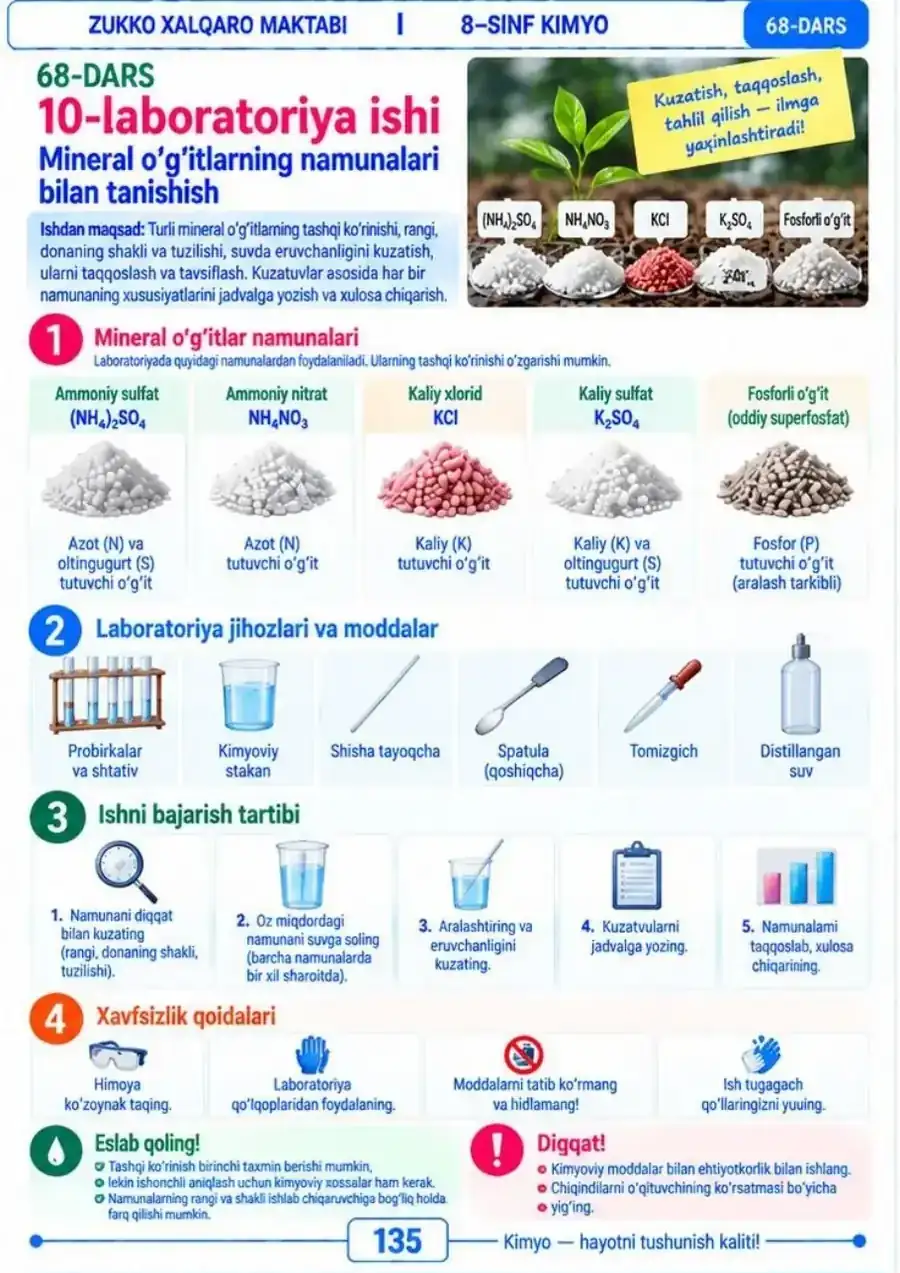 ZUKKO XALQARO MAKTABI | 8–SINF KIMYO
68-DARS
68-DARS
10-laboratoriya ishi
Mineral o‘g‘itlarning namunalari
bilan tanishish
Kuzatish, taqqoslash,
tahlil qilish — ilmga
yaqinlashtiradi!
Ishdan maqsad: Turli mineral o‘g‘itlarning tashqi ko‘rinishi, rangi,
donaning shakli va tuzilishi, suvda eruvchanligini kuzatish,
ularni taqqoslash va tavsiflash. Kuzatuvlar asosida har bir
namunaning xususiyatlarini jadvalga yozish va xulosa chiqarish.
(NH₄)₂SO₄
NH₄NO₃
KCl
K₂SO₄
Fosforli o‘g‘it
1 Mineral o‘g‘itlar namunalari
Laboratoriyada quyidagi namunalardan foydalaniladi. Ularning tashqi ko‘rinishi o‘zgarishi mumkin.
Ammoniy sulfat
(NH₄)₂SO₄
Azot (N) va
oltingugurt (S)
tutuvchi o‘g‘it
Ammoniy nitrat
NH₄NO₃
Azot (N)
tutuvchi o‘g‘it
Kaliy xlorid
KCl
Kaliy (K)
tutuvchi o‘g‘it
Kaliy sulfat
K₂SO₄
Kaliy (K) va
oltingugurt (S)
tutuvchi o‘g‘it
Fosforli o‘g‘it
(oddiy superfosfat)
Fosfor (P)
tutuvchi o‘g‘it
(aralash tarkibli)
2 Laboratoriya jihozlari va moddalar
Probirkalar
va shtativ
Kimyoviy
stakan
Shisha tayoqcha
Spatula
(qoshiqcha)
Tomizgich
Distillangan
suv
3 Ishni bajarish tartibi
1. Namunani diqqat
bilan kuzating
(rangi, donaning shakli,
tuzilishi).
2. Oz miqdordagi
namunani suvga soling
(barcha namunalarda
bir xil sharoitda).
3. Aralashtiring va
eruvchanligini
kuzating.
4. Kuzatvularni
jadvalga yozing.
5. Namunalami
taqqoslab, xulosa
chiqarining.
4 Xavfsizlik qoidalari
Himoya
ko‘zoynak taqing.
Laboratoriya
qo‘lqoplaridan foydalaning.
Moddalarni tatib ko‘rmang
va hidlamang!
Ish tugagach
qo‘llaringizni yuuing.
Eslab qoling!
Tashqi ko‘rinish birinchi taxmin berishi mumkin,
lekin ishonchli aniqlash uchun kimyoviy xossalar ham kerak.
Namunalarning rangi va shakli ishlab chiqaruvchiga bog‘liq holda
farq qilishi mumkin.
Diqqat!
Kimyoviy moddalar bilan ehtiyotkorlik bilan ishlang.
Chiqindilarni o‘qituvchining ko‘rsatmasi bo‘yicha
yig‘ing.
135
Kimyo — hayotni tushunish kaliti!